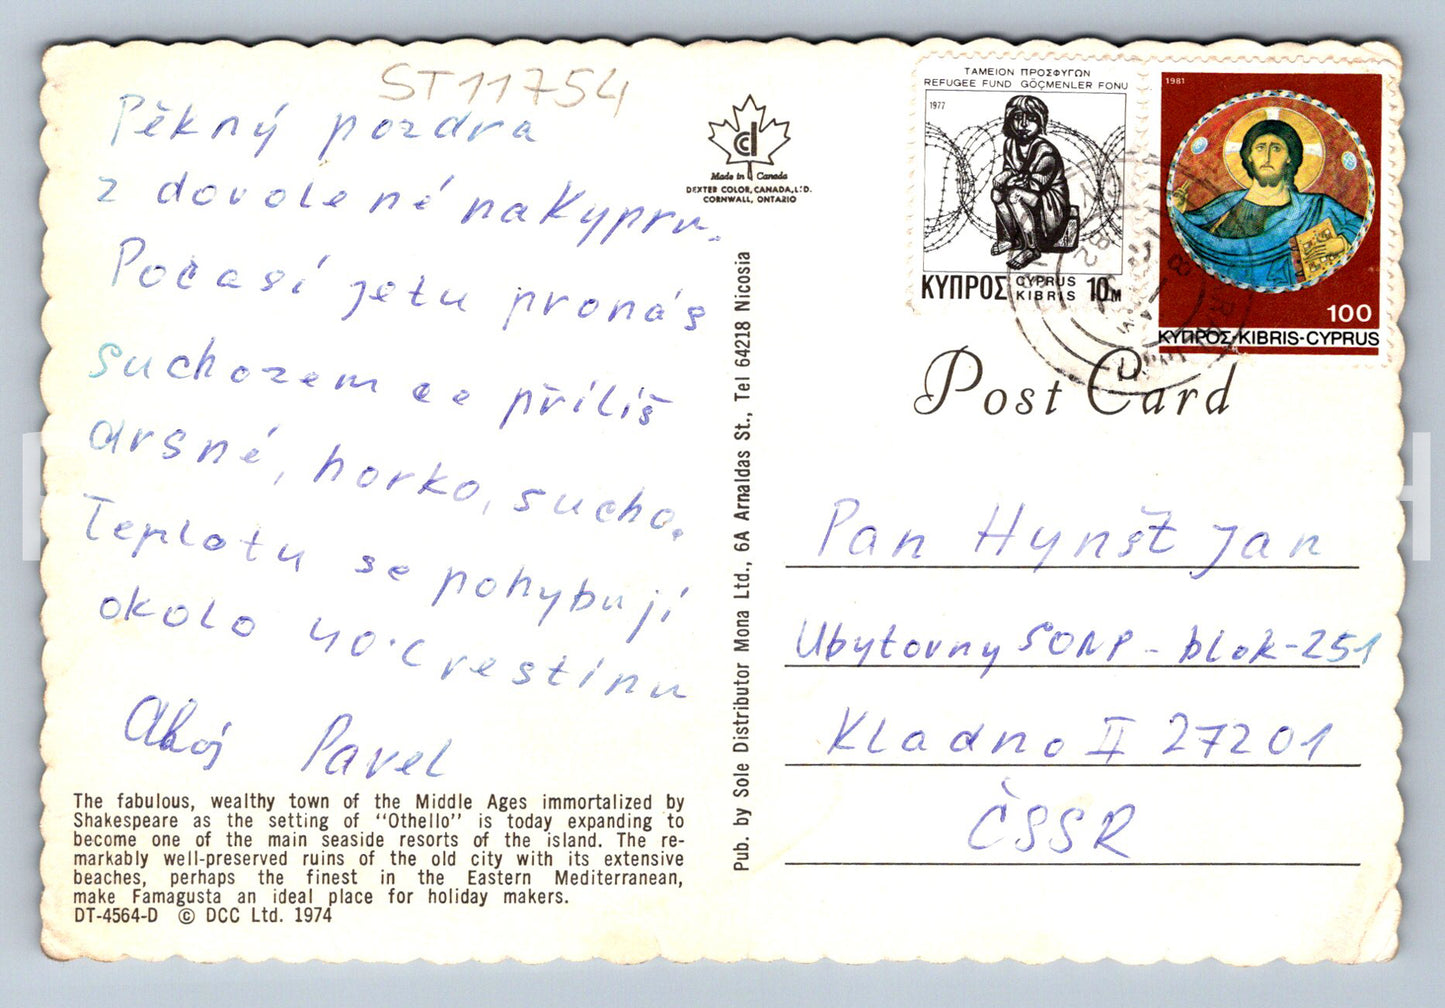 ST11754
Pěkný pozdra
z dovolené na Kypru.
Počasí je tu pro nás
suchozemce příliš
drsné, horko, sucho.
Teplotu se pohybují
okolo 40°C ve stínu
Ahoj Pavel
The fabulous, wealthy town of the Middle Ages immortalized by
Shakespeare as the setting of "Othello" is today expanding to
become one of the main seaside resorts of the island. The re-
markably well-preserved ruins of the old city with its extensive
beaches, perhaps the finest in the Eastern Mediterranean,
make Famagusta an ideal place for holiday makers.
DT-4564-D © DCC Ltd. 1974
Made in Canada
DEXTER COLOR, CANADA, LTD.
CORNWALL, ONTARIO
Pub. by Sole Distributor Mona Ltd., 6A Arnaldas St., Tel 64218 Nicosia
ΤΑΜΕΙΟΝ ΠΡΟΣΦΥΓΩΝ
REFUGEE FUND GÖÇMENLER FONU
1977
ΚΥΠΡΟΣ CYPRUS KIBRIS 10M
1981
100
ΚΥΠΡΟΣ-KIBRIS-CYPRUS
Post Card
Pan Hynšt Jan
Ubytovny SONP - blok-251
Kladno II 27201
ČSSR